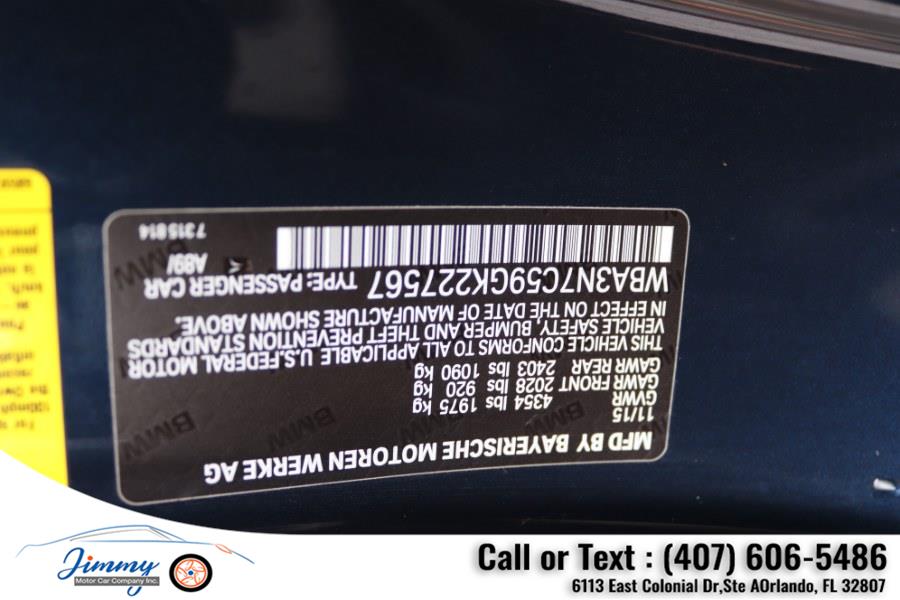 MFD BY BAYERISCHE MOTOREN WERKE AG
11/15
GVWR 4354 lbs 1975 kg
GAWR FRONT 2028 lbs 920 kg
GAWR REAR 2403 lbs 1090 kg
THIS VEHICLE CONFORMS TO ALL APPLICABLE U.S.FEDERAL MOTOR
VEHICLE SAFETY, BUMPER AND THEFT PREVENTION STANDARDS
IN EFFECT ON THE DATE OF MANUFACTURE SHOWN ABOVE.
WBA3N7C59GK227567 TYPE: PASSENGER CAR
A89/
7315814
Jimmy
Motor Car Company Inc.
Call or Text : (407) 606-5486
6113 East Colonial Dr,Ste AOrlando, FL 32807